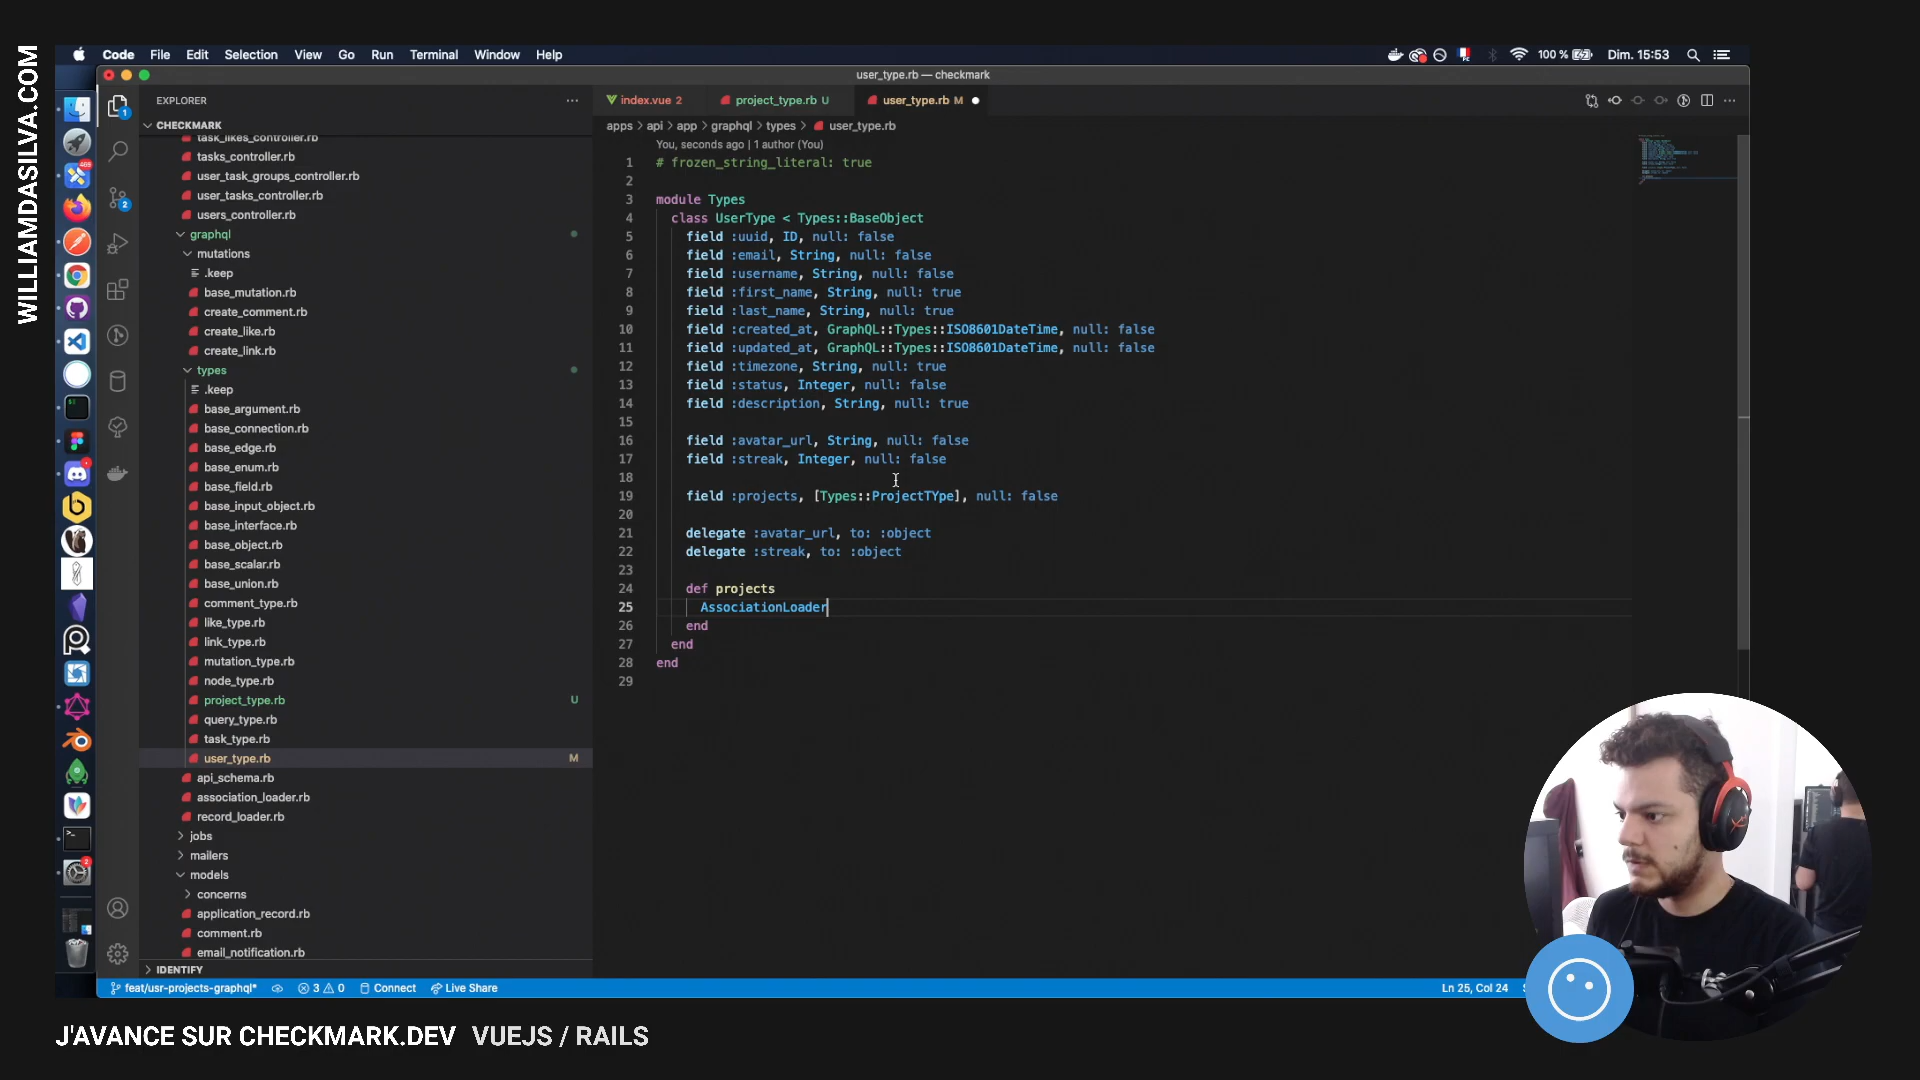 WILLIAMDASILVA.COM
Code File Edit Selection View Go Run Terminal Window Help
100 % Dim. 15:53
user_type.rb — checkmark
EXPLORER
CHECKMARK
task_likes_controller.rb
tasks_controller.rb
user_task_groups_controller.rb
user_tasks_controller.rb
users_controller.rb
graphql
mutations
.keep
base_mutation.rb
create_comment.rb
create_like.rb
create_link.rb
types
.keep
base_argument.rb
base_connection.rb
base_edge.rb
base_enum.rb
base_field.rb
base_input_object.rb
base_interface.rb
base_object.rb
base_scalar.rb
base_union.rb
comment_type.rb
like_type.rb
link_type.rb
mutation_type.rb
node_type.rb
project_type.rb U
query_type.rb
task_type.rb
user_type.rb M
api_schema.rb
association_loader.rb
record_loader.rb
jobs
mailers
models
concerns
application_record.rb
comment.rb
email_notification.rb
IDENTIFY
index.vue 2 project_type.rb U user_type.rb M
apps > api > app > graphql > types > user_type.rb
You, seconds ago | 1 author (You)
1 # frozen_string_literal: true
2
3 module Types
4 class UserType < Types::BaseObject
5 field :uuid, ID, null: false
6 field :email, String, null: false
7 field :username, String, null: false
8 field :first_name, String, null: true
9 field :last_name, String, null: true
10 field :created_at, GraphQL::Types::ISO8601DateTime, null: false
11 field :updated_at, GraphQL::Types::ISO8601DateTime, null: false
12 field :timezone, String, null: true
13 field :status, Integer, null: false
14 field :description, String, null: true
15
16 field :avatar_url, String, null: false
17 field :streak, Integer, null: false
18
19 field :projects, [Types::ProjectTYpe], null: false
20
21 delegate :avatar_url, to: :object
22 delegate :streak, to: :object
23
24 def projects
25 AssociationLoader
26 end
27 end
28 end
29
feat/usr-projects-graphql* 3 0 Connect Live Share Ln 25, Col 24
J'AVANCE SUR CHECKMARK.DEV VUEJS / RAILS